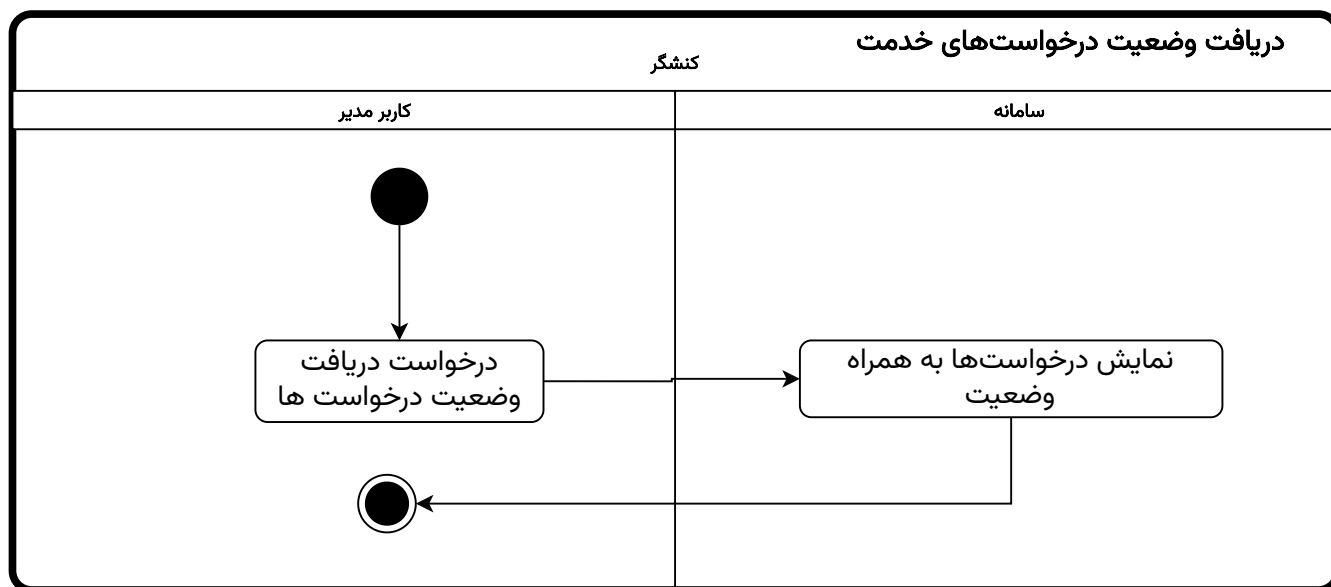 دریافت وضعیت درخواست‌های خدمت
کنشگر
سامانه
کاربر مدیر
درخواست دریافت
وضعیت درخواست ها
نمایش درخواست‌ها به همراه
وضعیت